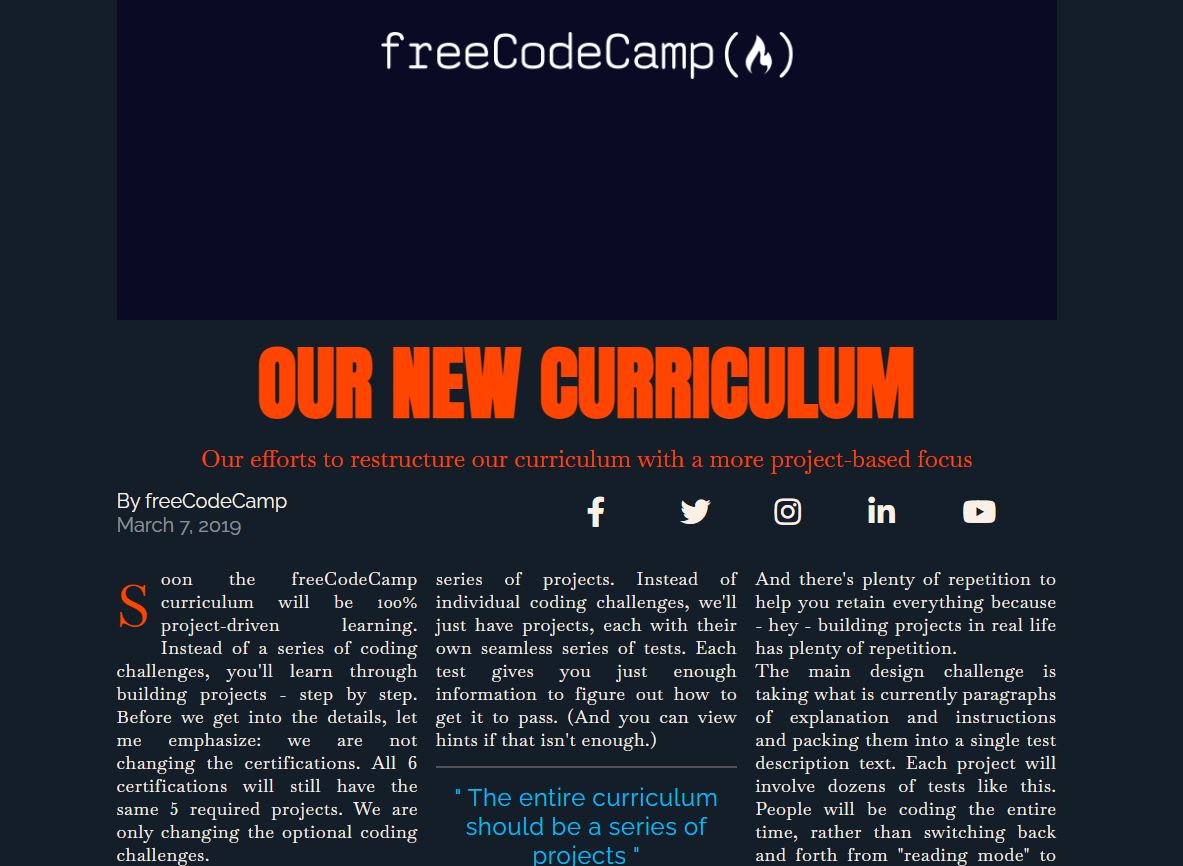 freeCodeCamp
OUR NEW CURRICULUM
Our efforts to restructure our curriculum with a more project-based focus
By freeCodeCamp
March 7, 2019
Soon the freeCodeCamp
curriculum will be 100%
project-driven learning.
Instead of a series of coding
challenges, you'll learn through
building projects - step by step.
Before we get into the details, let
me emphasize: we are not
changing the certifications. All 6
certifications will still have the
same 5 required projects. We are
only changing the optional coding
challenges.
series of projects. Instead of
individual coding challenges, we'll
just have projects, each with their
own seamless series of tests. Each
test gives you just enough
information to figure out how to
get it to pass. (And you can view
hints if that isn't enough.)
" The entire curriculum
should be a series of
projects "
And there's plenty of repetition to
help you retain everything because
- hey - building projects in real life
has plenty of repetition.
The main design challenge is
taking what is currently paragraphs
of explanation and instructions
and packing them into a single test
description text. Each project will
involve dozens of tests like this.
People will be coding the entire
time, rather than switching back
and forth from "reading mode" to